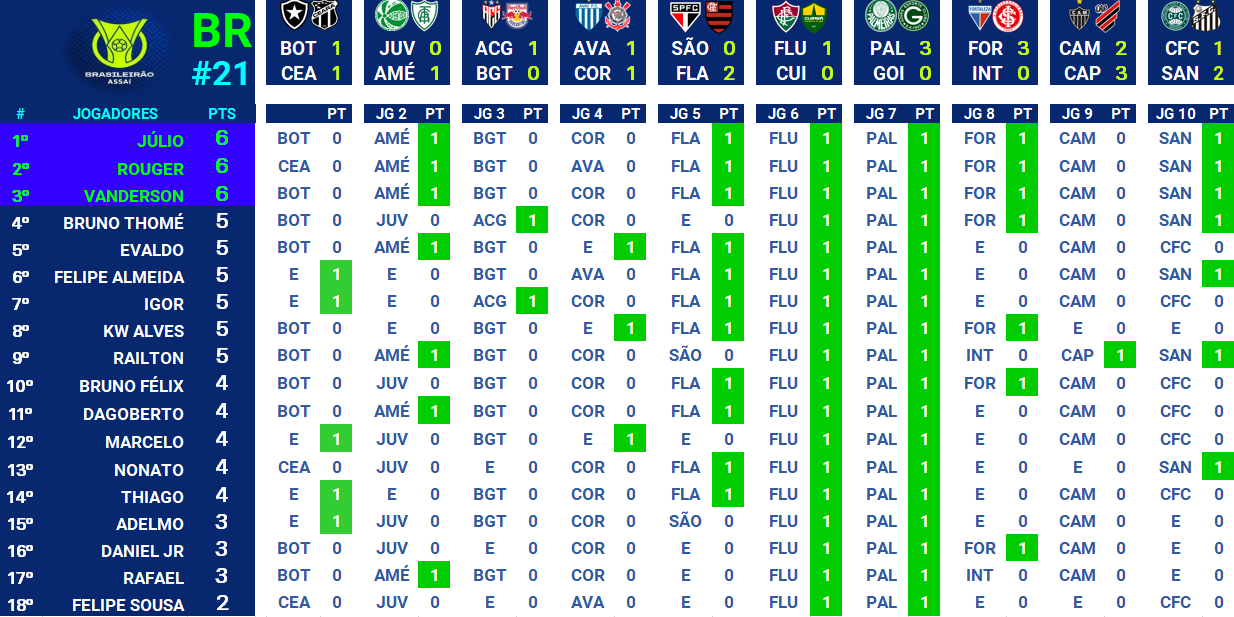 BRASILEIRÃO
ASSAÍ
BR
#21
BOT 1 JUV 0 ACG 1 AVA 1 SÃO 0 FLU 1 PAL 3 FOR 3 CAM 2 CFC 1
CEA 1 AMÉ 1 BGT 0 COR 1 FLA 2 CUI 0 GOI 0 INT 0 CAP 3 SAN 2
# JOGADORES PTS PT JG 2 PT JG 3 PT JG 4 PT JG 5 PT JG 6 PT JG 7 PT JG 8 PT JG 9 PT JG 10 PT
1º JÚLIO 6 BOT 0 AMÉ 1 BGT 0 COR 0 FLA 1 FLU 1 PAL 1 FOR 1 CAM 0 SAN 1
2º ROUGER 6 CEA 0 AMÉ 1 BGT 0 AVA 0 FLA 1 FLU 1 PAL 1 FOR 1 CAM 0 SAN 1
3º VANDERSON 6 BOT 0 AMÉ 1 BGT 0 COR 0 FLA 1 FLU 1 PAL 1 FOR 1 CAM 0 SAN 1
4º BRUNO THOMÉ 5 BOT 0 JUV 0 ACG 1 COR 0 E 0 FLU 1 PAL 1 FOR 1 CAM 0 SAN 1
5º EVALDO 5 BOT 0 AMÉ 1 BGT 0 E 1 FLA 1 FLU 1 PAL 1 E 0 CAM 0 CFC 0
6º FELIPE ALMEIDA 5 E 1 E 0 BGT 0 AVA 0 FLA 1 FLU 1 PAL 1 E 0 CAM 0 SAN 1
7º IGOR 5 E 1 E 0 ACG 1 COR 0 FLA 1 FLU 1 PAL 1 E 0 CAM 0 CFC 0
8º KW ALVES 5 BOT 0 E 0 BGT 0 E 1 FLA 1 FLU 1 PAL 1 FOR 1 E 0 E 0
9º RAILTON 5 BOT 0 AMÉ 1 BGT 0 COR 0 SÃO 0 FLU 1 PAL 1 INT 0 CAP 1 SAN 1
10º BRUNO FÉLIX 4 BOT 0 JUV 0 BGT 0 COR 0 FLA 1 FLU 1 PAL 1 FOR 1 CAM 0 CFC 0
11º DAGOBERTO 4 BOT 0 AMÉ 1 BGT 0 COR 0 FLA 1 FLU 1 PAL 1 E 0 CAM 0 CFC 0
12º MARCELO 4 E 1 JUV 0 BGT 0 E 1 E 0 FLU 1 PAL 1 E 0 CAM 0 CFC 0
13º NONATO 4 CEA 0 JUV 0 E 0 COR 0 FLA 1 FLU 1 PAL 1 E 0 E 0 SAN 1
14º THIAGO 4 E 1 E 0 BGT 0 COR 0 FLA 1 FLU 1 PAL 1 E 0 CAM 0 CFC 0
15º ADELMO 3 E 1 JUV 0 BGT 0 COR 0 SÃO 0 FLU 1 PAL 1 E 0 CAM 0 E 0
16º DANIEL JR 3 BOT 0 JUV 0 E 0 COR 0 E 0 FLU 1 PAL 1 FOR 1 CAM 0 E 0
17º RAFAEL 3 BOT 0 AMÉ 1 BGT 0 COR 0 E 0 FLU 1 PAL 1 INT 0 CAM 0 E 0
18º FELIPE SOUSA 2 CEA 0 JUV 0 E 0 AVA 0 E 0 FLU 1 PAL 1 E 0 E 0 CFC 0